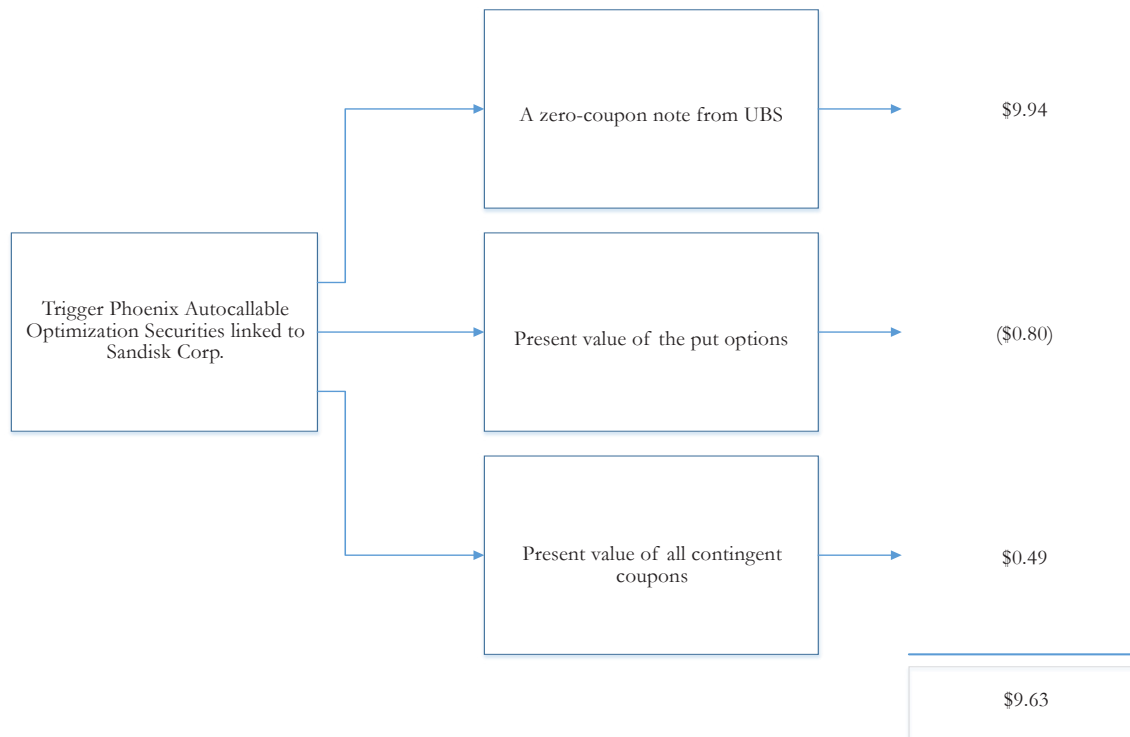 A zero-coupon note from UBS
$9.94
Trigger Phoenix Autocallable
Optimization Securities linked to
Sandisk Corp.
Present value of the put options
($0.80)
Present value of all contingent
coupons
$0.49
$9.63